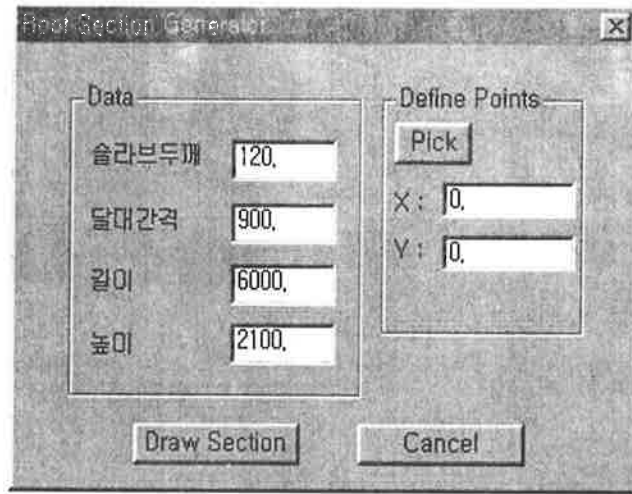 Roof Section Generator
Data
슬라브두께
120.
달대간격
900.
길이
6000.
높이
2100.
Define Points
Pick
X :
0.
Y :
0.
Draw Section
Cancel